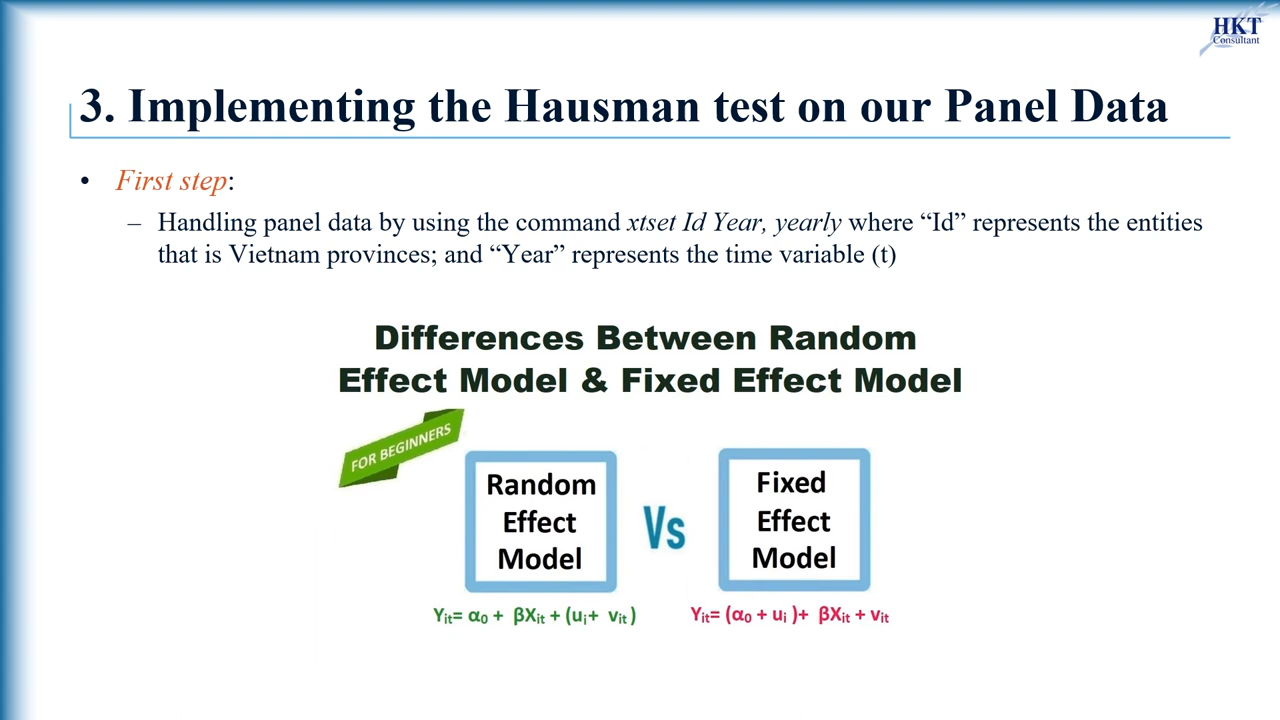 HKT
Consultant
3. Implementing the Hausman test on our Panel Data
• First step:
– Handling panel data by using the command xtset Id Year, yearly where “Id” represents the entities
that is Vietnam provinces; and “Year” represents the time variable (t)
Differences Between Random
Effect Model & Fixed Effect Model
FOR BEGINNERS
Random
Effect
Model
Vs
Fixed
Effect
Model
Yit= α0 + βXit + (ui+ vit )
Yit= (α0 + ui )+ βXit + vit